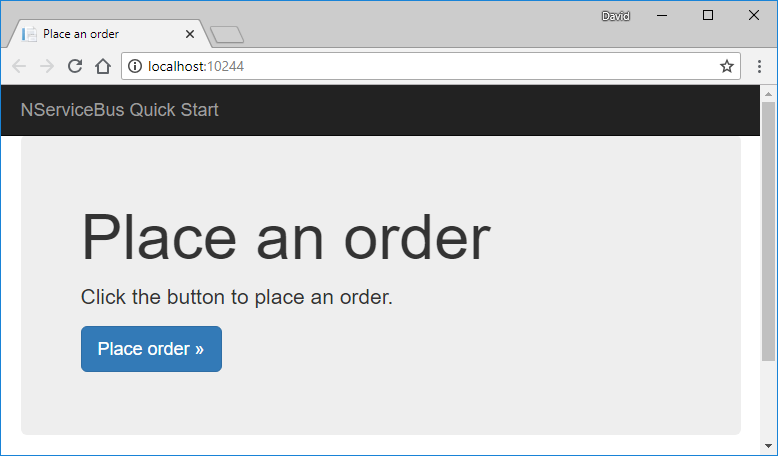 David
Place an order
localhost:10244
NServiceBus Quick Start
Place an order
Click the button to place an order.
Place order »